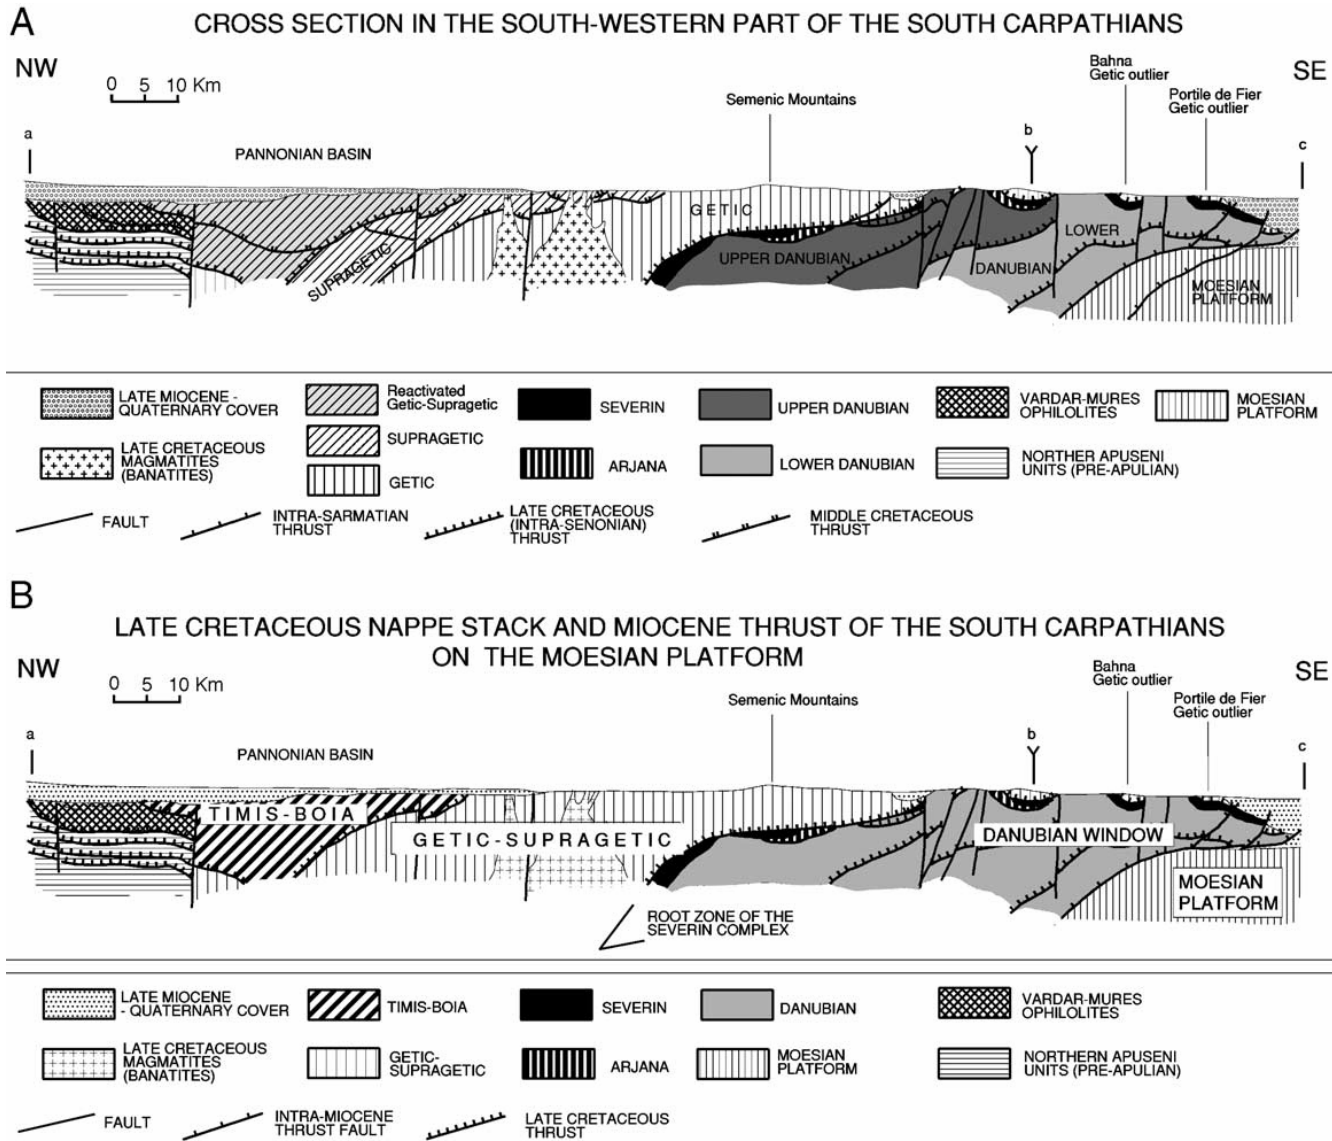 A
CROSS SECTION IN THE SOUTH-WESTERN PART OF THE SOUTH CARPATHIANS
NW
0 5 10 Km
Bahna
Getic outlier
SE
Semenic Mountains
Portile de Fier
Getic outlier
a
b
c
PANNONIAN BASIN
GETIC
SUPRAGETIC
UPPER DANUBIAN
LOWER
DANUBIAN
MOESIAN
PLATFORM
LATE MIOCENE -
QUATERNARY COVER
Reactivated
Getic-Supragetic
SEVERIN
UPPER DANUBIAN
VARDAR-MURES
OPHILOLITES
MOESIAN
PLATFORM
LATE CRETACEOUS
MAGMATITES
(BANATITES)
SUPRAGETIC
GETIC
ARJANA
LOWER DANUBIAN
NORTHER APUSENI
UNITS (PRE-APULIAN)
FAULT
INTRA-SARMATIAN
THRUST
LATE CRETACEOUS
(INTRA-SENONIAN)
THRUST
MIDDLE CRETACEOUS
THRUST
B
LATE CRETACEOUS NAPPE STACK AND MIOCENE THRUST OF THE SOUTH CARPATHIANS
ON THE MOESIAN PLATFORM
NW
0 5 10 Km
Bahna
Getic outlier
SE
Semenic Mountains
Portile de Fier
Getic outlier
a
b
c
PANNONIAN BASIN
TIMIS-BOIA
GETIC-SUPRAGETIC
DANUBIAN WINDOW
MOESIAN
PLATFORM
ROOT ZONE OF THE
SEVERIN COMPLEX
LATE MIOCENE
- QUATERNARY COVER
TIMIS-BOIA
SEVERIN
DANUBIAN
VARDAR-MURES
OPHILOLITES
LATE CRETACEOUS
MAGMATITES
(BANATITES)
GETIC-
SUPRAGETIC
ARJANA
MOESIAN
PLATFORM
NORTHERN APUSENI
UNITS (PRE-APULIAN)
FAULT
INTRA-MIOCENE
THRUST FAULT
LATE CRETACEOUS
THRUST